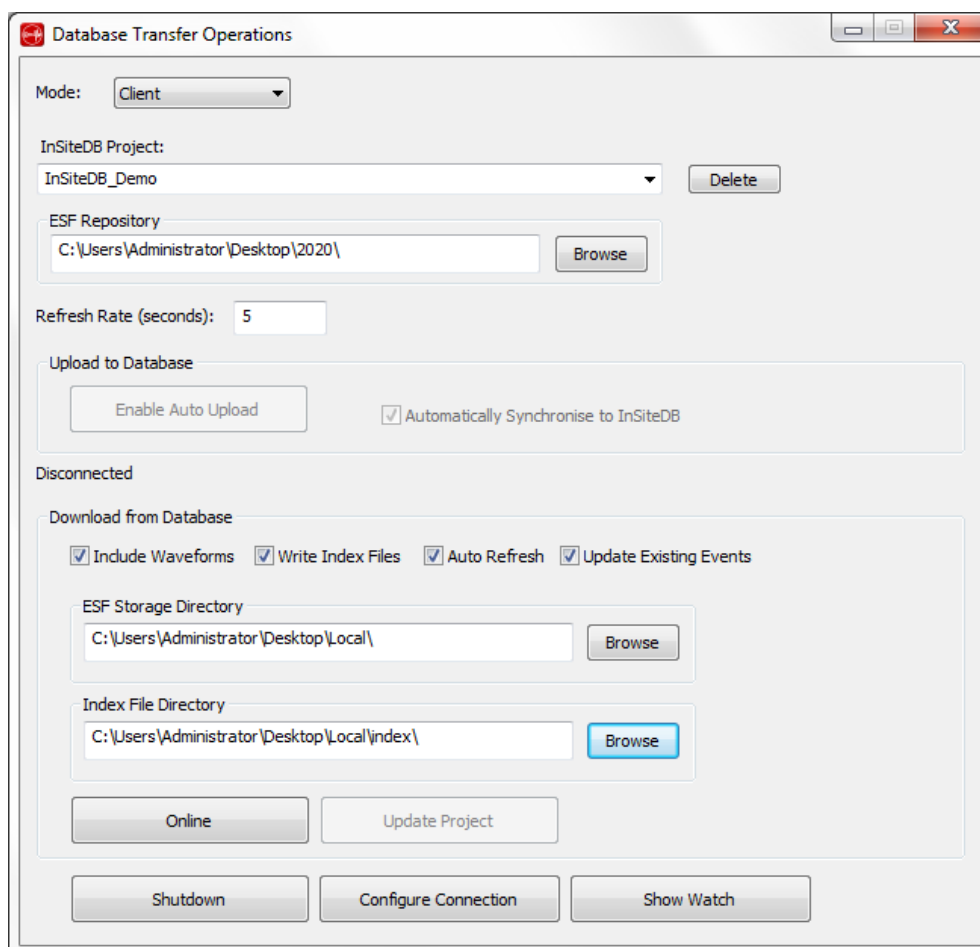 Database Transfer Operations
Mode: Client
InSiteDB Project:
InSiteDB_Demo Delete
ESF Repository
C:\Users\Administrator\Desktop\2020\ Browse
Refresh Rate (seconds): 5
Upload to Database
Enable Auto Upload Automatically Synchronise to InSiteDB
Disconnected
Download from Database
Include Waveforms Write Index Files Auto Refresh Update Existing Events
ESF Storage Directory
C:\Users\Administrator\Desktop\Local\ Browse
Index File Directory
C:\Users\Administrator\Desktop\Local\index\ Browse
Online Update Project
Shutdown Configure Connection Show Watch